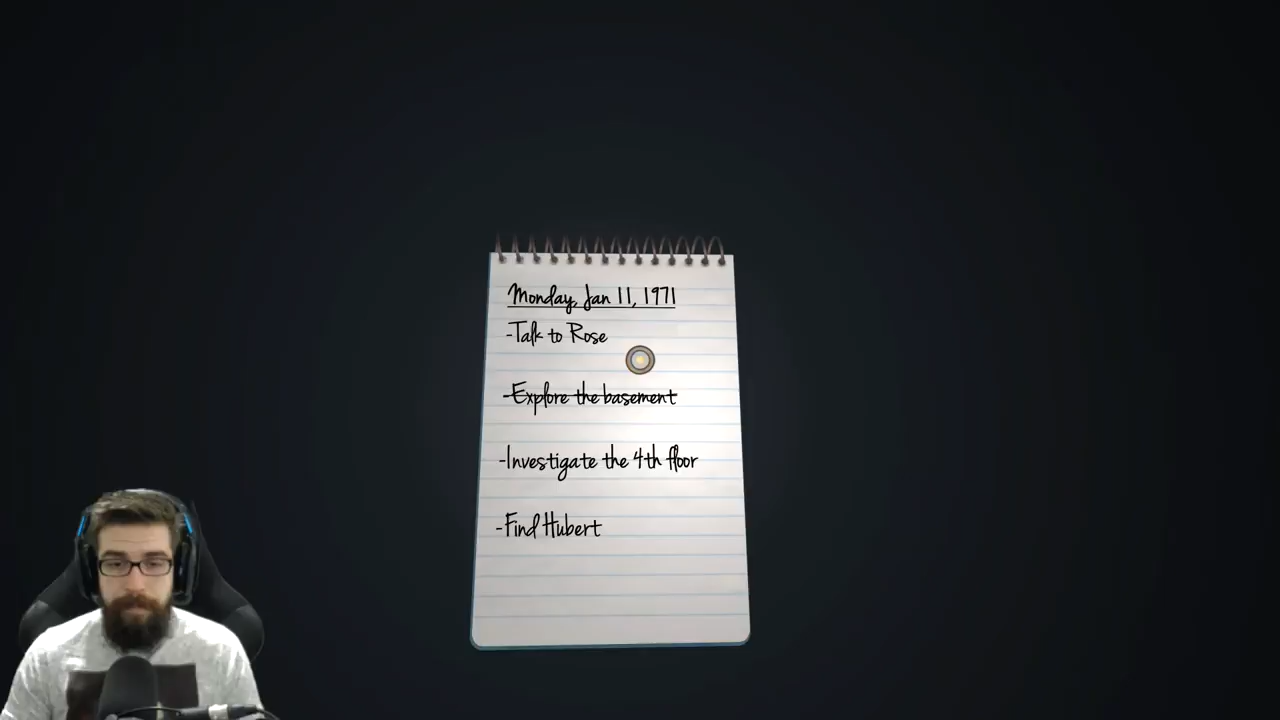 Monday, Jan 11, 1971
-Talk to Rose
-Explore the basement
-Investigate the 4th floor
-Find Hubert